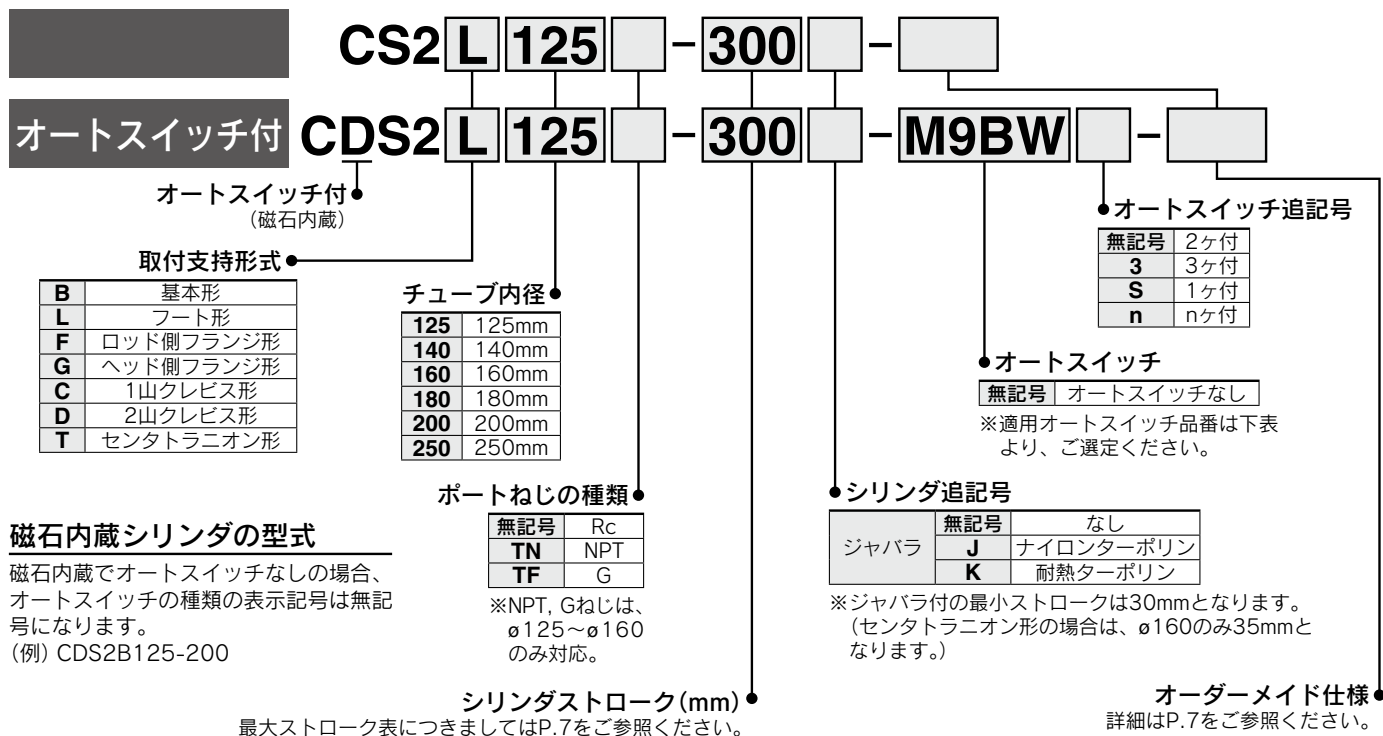 CS2 L 125 - 300 -
オートスイッチ付 CDS2 L 125 - 300 - M9BW -
オートスイッチ付
(磁石内蔵)
取付支持形式
B 基本形
L フート形
F ロッド側フランジ形
G ヘッド側フランジ形
C 1山クレビス形
D 2山クレビス形
T センタトラニオン形
チューブ内径
125 125mm
140 140mm
160 160mm
180 180mm
200 200mm
250 250mm
オートスイッチ追記号
無記号 2ヶ付
3 3ヶ付
S 1ヶ付
n nヶ付
オートスイッチ
無記号 オートスイッチなし
※適用オートスイッチ品番は下表
より、ご選定ください。
ポートねじの種類
無記号 Rc
TN NPT
TF G
※NPT, Gねじは、
ø125～ø160
のみ対応。
シリンダ追記号
ジャバラ 無記号 なし
J ナイロンターポリン
K 耐熱ターポリン
※ジャバラ付の最小ストロークは30mmとなります。
(センタトラニオン形の場合は、ø160のみ35mmと
なります。)
磁石内蔵シリンダの型式
磁石内蔵でオートスイッチなしの場合、
オートスイッチの種類の表示記号は無記
号になります。
(例) CDS2B125-200
シリンダストローク(mm)
最大ストローク表につきましてはP.7をご参照ください。
オーダーメイド仕様
詳細はP.7をご参照ください。